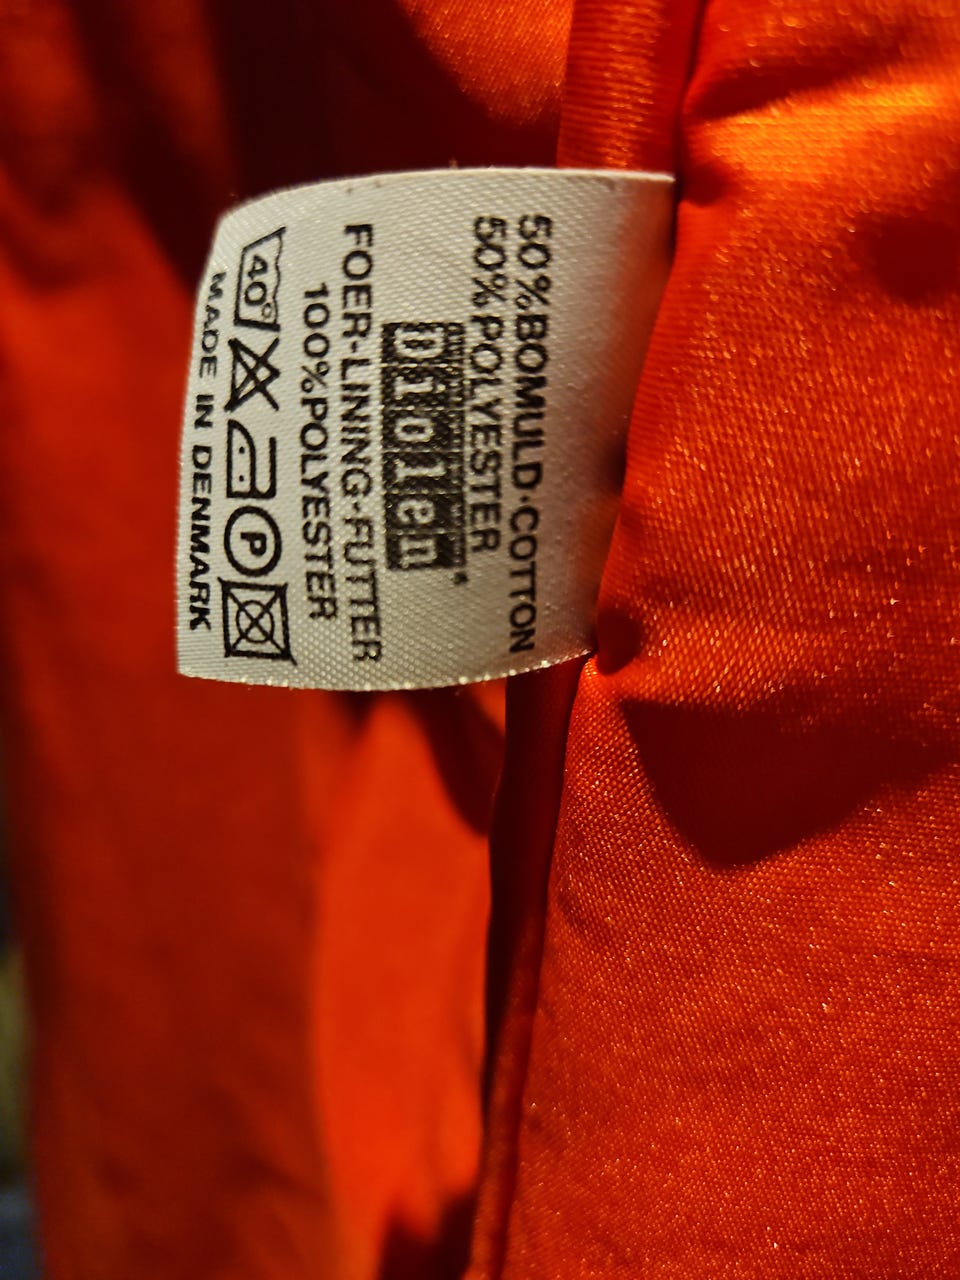 50%BOMULD·COTTON
50%POLYESTER
Diolen®
FOER·LINING·FUTTER
100%POLYESTER
40° P
MADE IN DENMARK